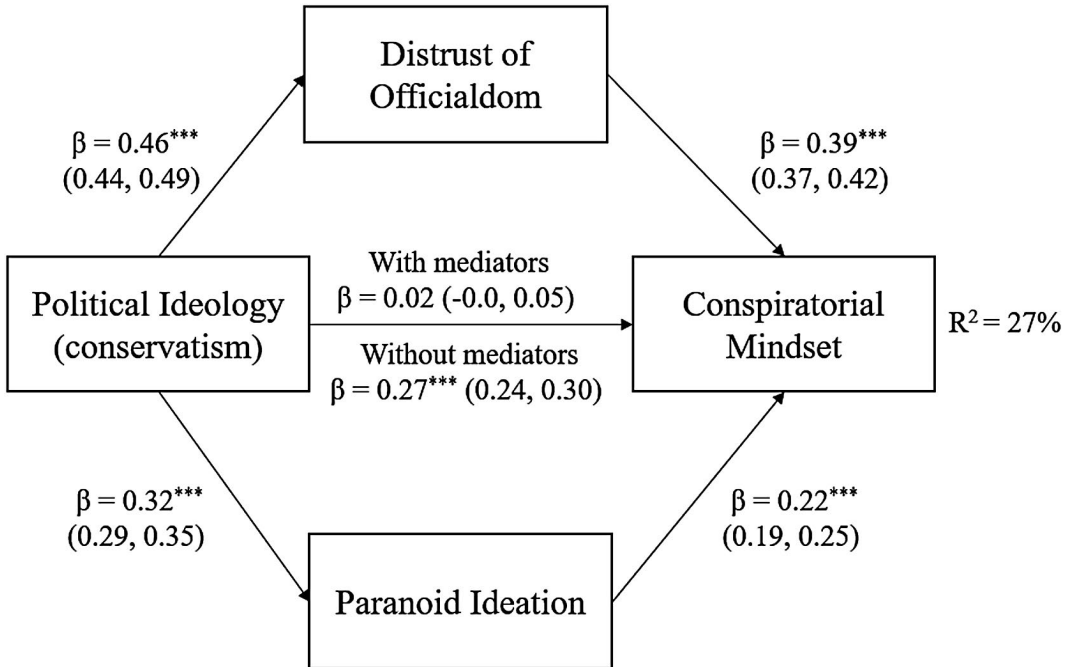 Distrust of
Officialdom
β = 0.46***
(0.44, 0.49)
β = 0.39***
(0.37, 0.42)
Political Ideology
(conservatism)
With mediators
β = 0.02 (-0.0, 0.05)
Without mediators
β = 0.27*** (0.24, 0.30)
Conspiratorial
Mindset
R² = 27%
β = 0.32***
(0.29, 0.35)
β = 0.22***
(0.19, 0.25)
Paranoid Ideation